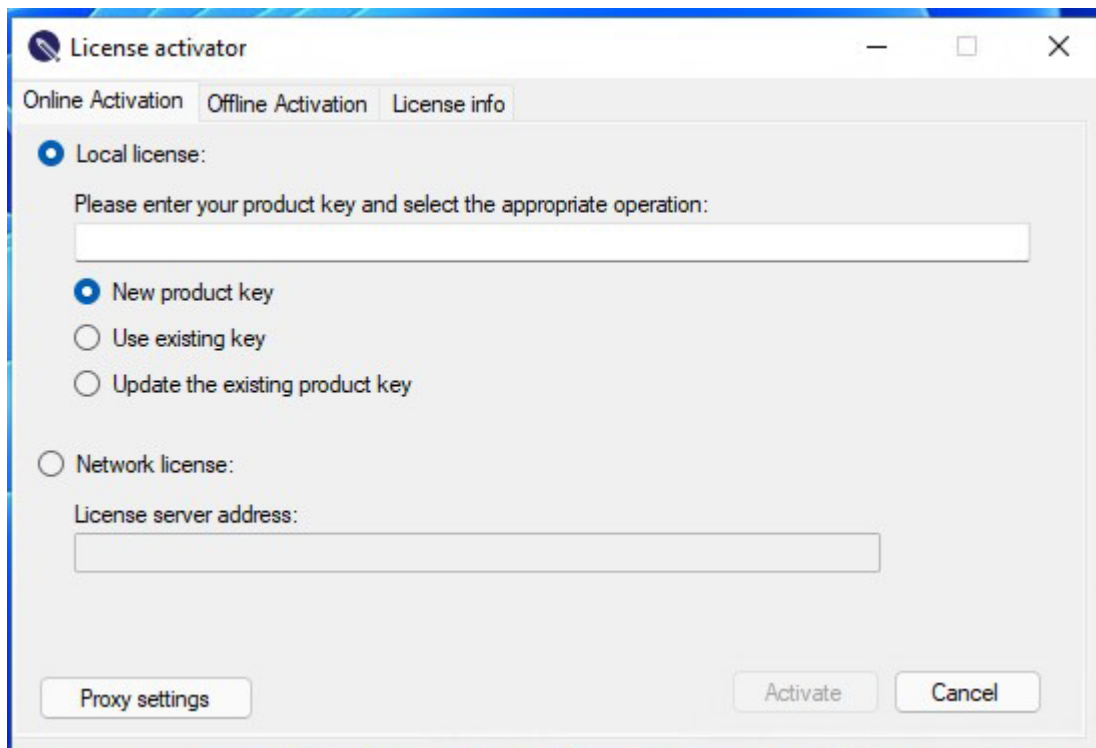 License activator
Online Activation Offline Activation License info
Local license:
Please enter your product key and select the appropriate operation:
New product key
Use existing key
Update the existing product key
Network license:
License server address:
Proxy settings Activate Cancel